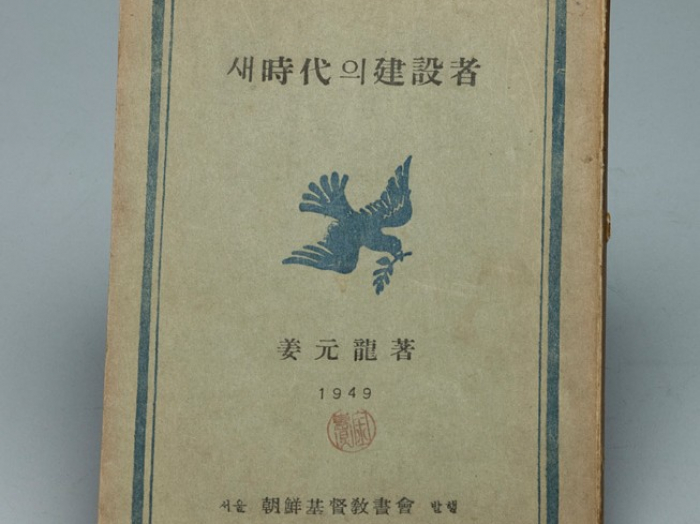 새時代의建設者
姜元龍著
1949
서울 朝鮮基督敎書會 발행